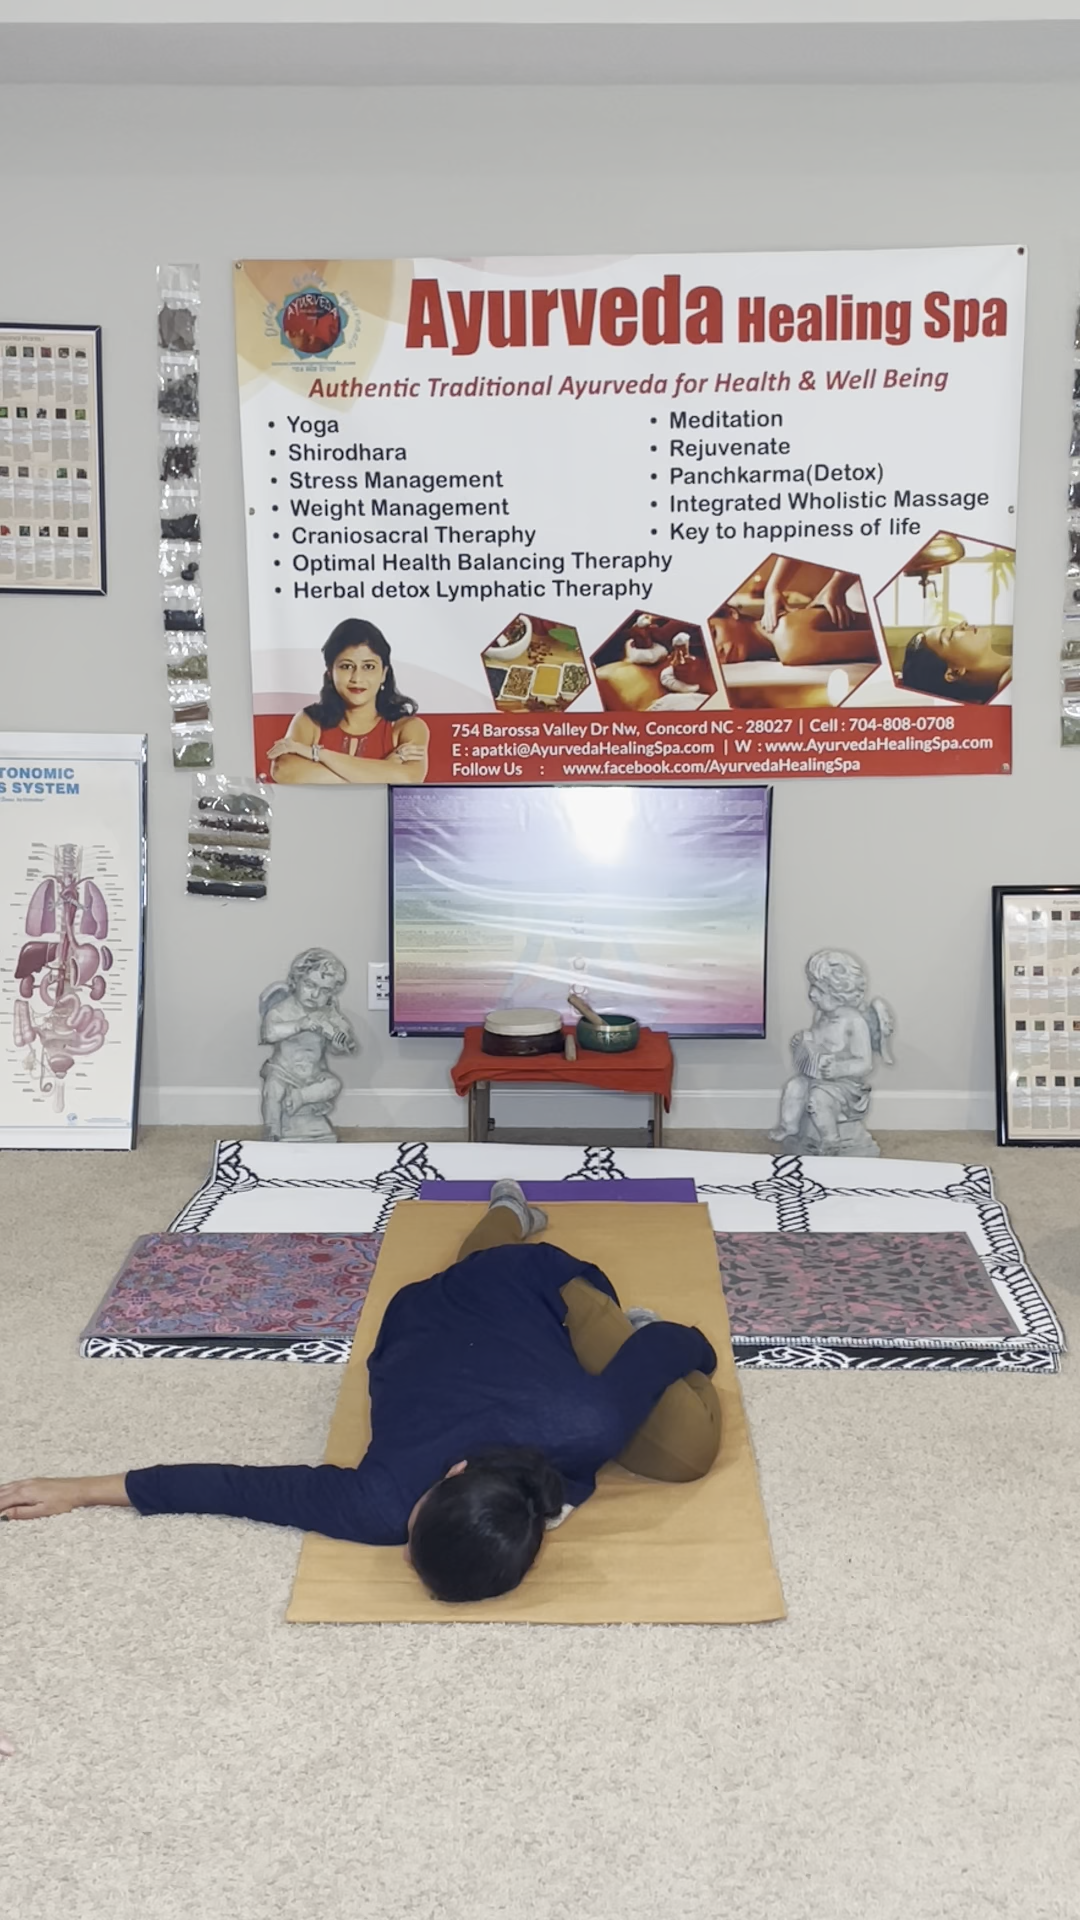 AYURVEDA
Ayurveda Healing Spa
Authentic Traditional Ayurveda for Health & Well Being
• Yoga
• Shirodhara
• Stress Management
• Weight Management
• Craniosacral Theraphy
• Optimal Health Balancing Theraphy
• Herbal detox Lymphatic Theraphy
• Meditation
• Rejuvenate
• Panchkarma(Detox)
• Integrated Wholistic Massage
• Key to happiness of life
754 Barossa Valley Dr Nw, Concord NC - 28027 | Cell : 704-808-0708
E : apatki@AyurvedaHealingSpa.com | W : www.AyurvedaHealingSpa.com
Follow Us : www.facebook.com/AyurvedaHealingSpa
TONOMIC
S SYSTEM